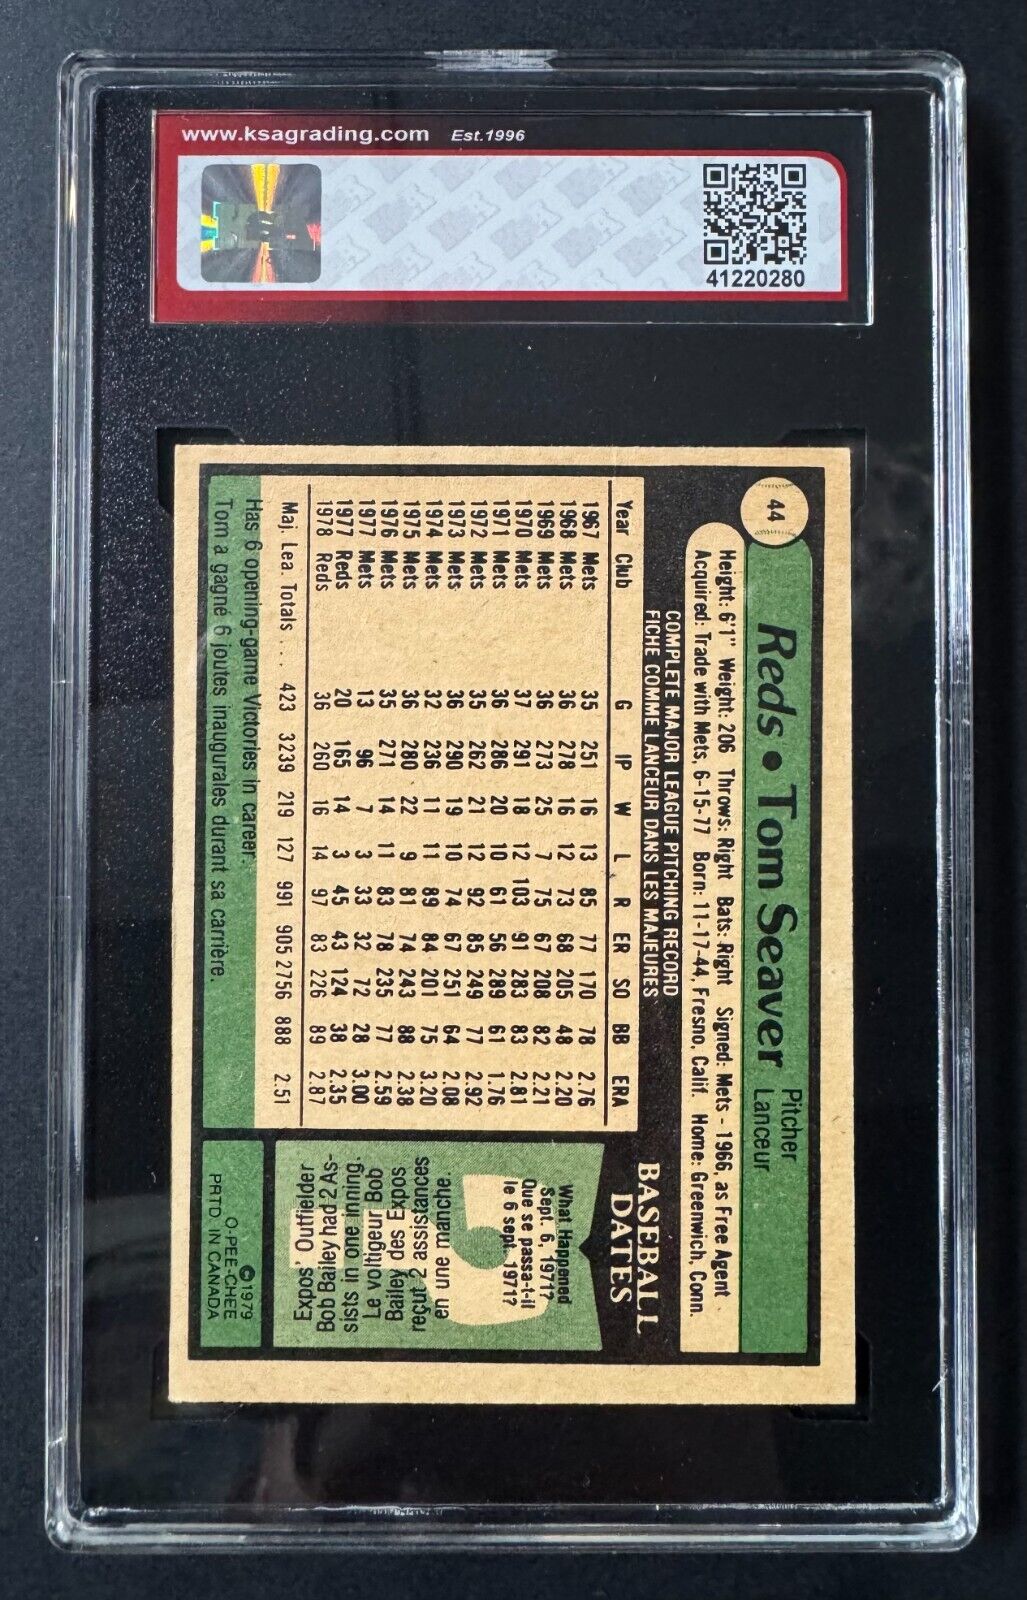 www.ksagrading.com Est.1996
41220280
44
Reds • Tom Seaver
Pitcher
Lanceur
Height: 6'1" Weight: 206 Throws: Right Bats: Right Signed: Mets - 1966, as Free Agent
Acquired: Trade with Mets, 6-15-77 Born: 11-17-44, Fresno, Calif. Home: Greenwich, Conn.
COMPLETE MAJOR LEAGUE PITCHING RECORD
FICHE COMME LANCEUR DANS LES MAJEURES
Year Club G IP W L R ER SO BB ERA
1967 Mets 35 251 16 13 85 77 170 78 2.76
1968 Mets 36 278 16 12 73 68 205 48 2.20
1969 Mets 36 273 25 7 75 67 208 82 2.21
1970 Mets 37 291 18 12 103 91 283 83 2.81
1971 Mets 36 286 20 10 61 56 289 61 1.76
1972 Mets 35 262 21 12 92 85 249 77 2.92
1973 Mets 36 290 19 10 74 67 251 64 2.08
1974 Mets 32 236 11 11 89 84 201 75 3.20
1975 Mets 36 280 22 9 81 74 243 88 2.38
1976 Mets 35 271 14 11 83 78 235 77 2.59
1977 Mets 13 96 7 3 33 32 72 28 3.00
1977 Reds 20 165 14 3 45 43 124 38 2.35
1978 Reds 36 260 16 14 97 83 226 89 2.87
Maj. Lea. Totals . . . 423 3239 219 127 991 905 2756 888 2.51
Has 6 opening-game Victories in career.
Tom a gagné 6 joutes inaugurales durant sa carrière.
BASEBALL
DATES
What Happened
Sept. 6, 1971?
Que se passa-t-il
le 6 sept. 1971?
Expos' Outfielder
Bob Bailey had 2 As-
sists in one inning.
Le voltigeur Bob
Bailey des Expos
reçut 2 assistances
en une manche.
© 1979
O-PEE-CHEE
PRTD. IN CANADA